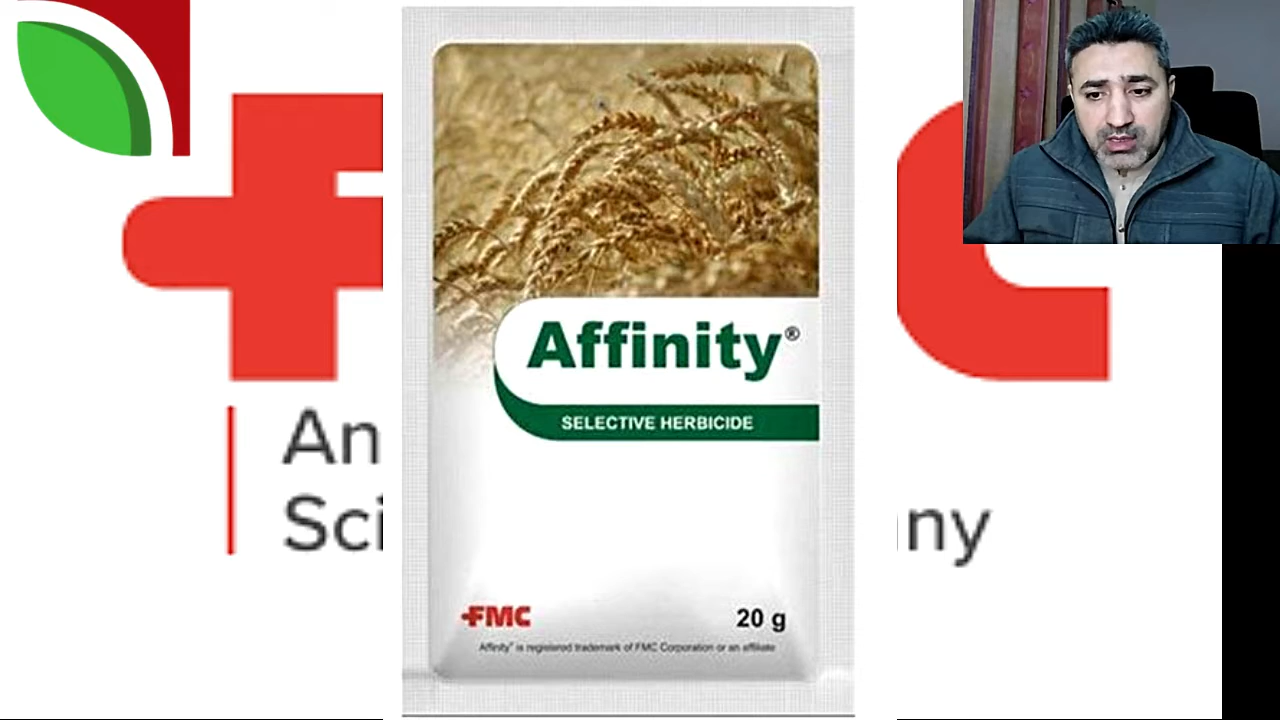 Affinity®
SELECTIVE HERBICIDE
FMC
20 g
Affinity® is registered trademark of FMC Corporation or an affiliate
An
Sci
ny